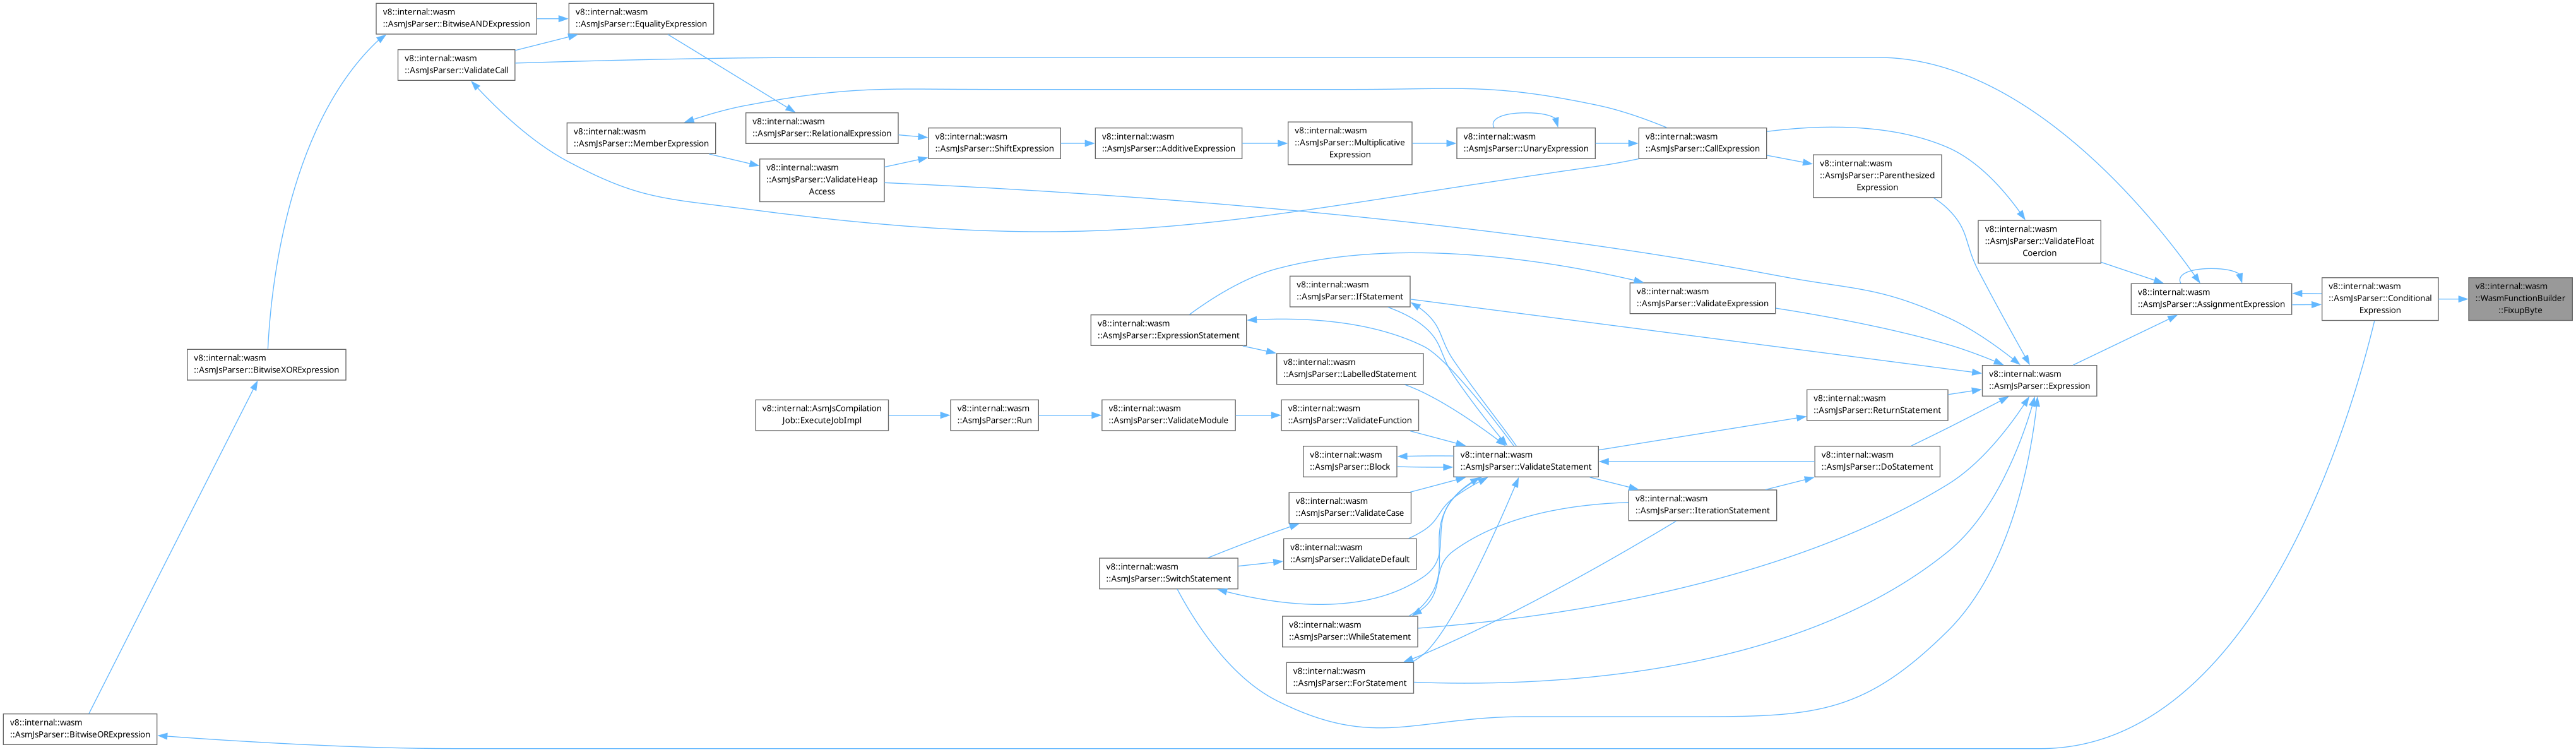 v8::internal::wasm
::AsmJsParser::BitwiseANDExpression
v8::internal::wasm
::AsmJsParser::EqualityExpression
v8::internal::wasm
::AsmJsParser::ValidateCall
v8::internal::wasm
::AsmJsParser::RelationalExpression
v8::internal::wasm
::AsmJsParser::MemberExpression
v8::internal::wasm
::AsmJsParser::ShiftExpression
v8::internal::wasm
::AsmJsParser::AdditiveExpression
v8::internal::wasm
::AsmJsParser::Multiplicative
Expression
v8::internal::wasm
::AsmJsParser::UnaryExpression
v8::internal::wasm
::AsmJsParser::CallExpression
v8::internal::wasm
::AsmJsParser::ValidateHeap
Access
v8::internal::wasm
::AsmJsParser::Parenthesized
Expression
v8::internal::wasm
::AsmJsParser::ValidateFloat
Coercion
v8::internal::wasm
::AsmJsParser::IfStatement
v8::internal::wasm
::AsmJsParser::ValidateExpression
v8::internal::wasm
::AsmJsParser::AssignmentExpression
v8::internal::wasm
::AsmJsParser::Conditional
Expression
v8::internal::wasm
::WasmFunctionBuilder
::FixupByte
v8::internal::wasm
::AsmJsParser::ExpressionStatement
v8::internal::wasm
::AsmJsParser::BitwiseXORExpression
v8::internal::wasm
::AsmJsParser::LabelledStatement
v8::internal::wasm
::AsmJsParser::Expression
v8::internal::AsmJsCompilation
Job::ExecuteJobImpl
v8::internal::wasm
::AsmJsParser::Run
v8::internal::wasm
::AsmJsParser::ValidateModule
v8::internal::wasm
::AsmJsParser::ValidateFunction
v8::internal::wasm
::AsmJsParser::ReturnStatement
v8::internal::wasm
::AsmJsParser::Block
v8::internal::wasm
::AsmJsParser::ValidateStatement
v8::internal::wasm
::AsmJsParser::DoStatement
v8::internal::wasm
::AsmJsParser::ValidateCase
v8::internal::wasm
::AsmJsParser::IterationStatement
v8::internal::wasm
::AsmJsParser::ValidateDefault
v8::internal::wasm
::AsmJsParser::SwitchStatement
v8::internal::wasm
::AsmJsParser::WhileStatement
v8::internal::wasm
::AsmJsParser::ForStatement
v8::internal::wasm
::AsmJsParser::BitwiseORExpression